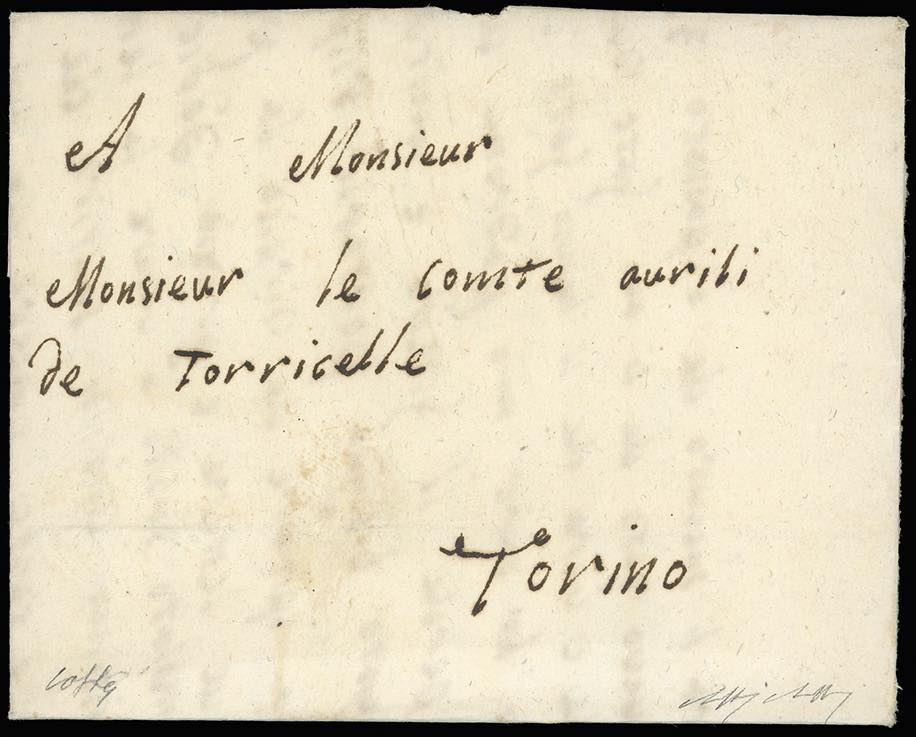 A Monsieur
Monsieur le comte aurili
de Torricelle
Torino